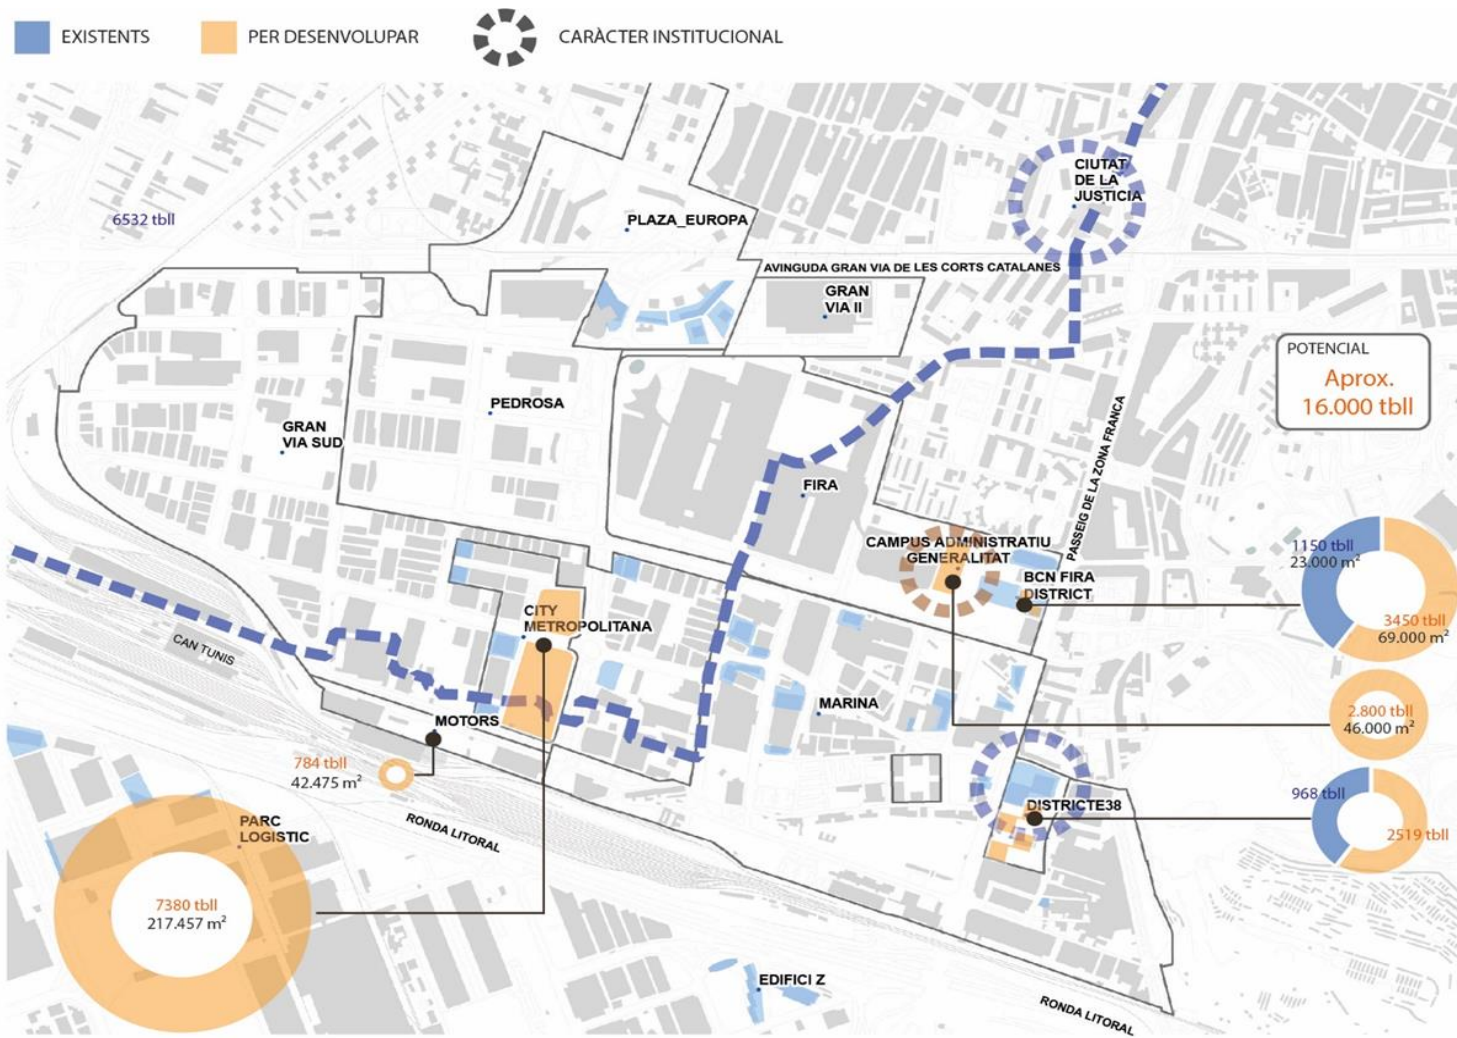 EXISTENTS
PER DESENVOLUPAR
CARÀCTER INSTITUCIONAL
CIUTAT
DE LA
JUSTICIA
6532 tbll
PLAZA_EUROPA
AVINGUDA GRAN VIA DE LES CORTS CATALANES
GRAN
VIA II
POTENCIAL
Aprox.
16.000 tbll
PEDROSA
GRAN
VIA SUD
PASSEIG DE LA ZONA FRANCA
FIRA
CAMPUS ADMINISTRATIU
GENERALITAT
1150 tbll
23.000 m²
BCN FIRA
DISTRICT
3450 tbll
69.000 m²
CITY
METROPOLITANA
CAN TUNIS
MARINA
MOTORS
2.800 tbll
46.000 m²
784 tbll
42.475 m²
968 tbll
DISTRICTE38
2519 tbll
PARC
LOGISTIC
RONDA LITORAL
7380 tbll
217.457 m²
EDIFICI Z
RONDA LITORAL